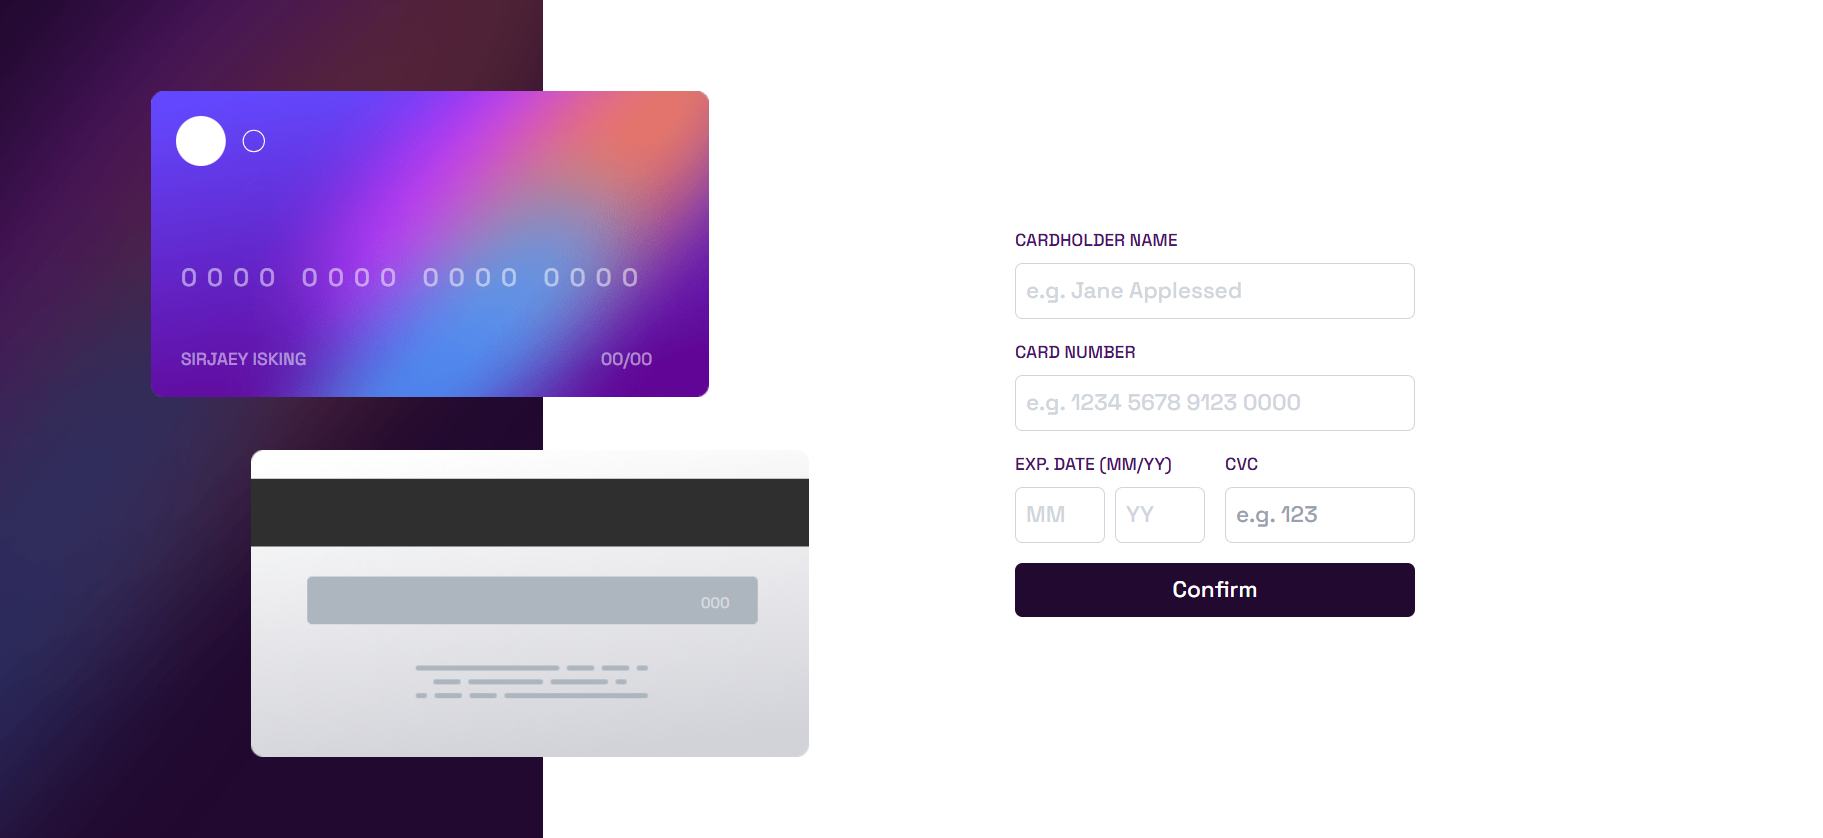 0000 0000 0000 0000
SIRJAEY ISKING 00/00
000
CARDHOLDER NAME
e.g. Jane Applessed
CARD NUMBER
e.g. 1234 5678 9123 0000
EXP. DATE (MM/YY) CVC
MM YY e.g. 123
Confirm